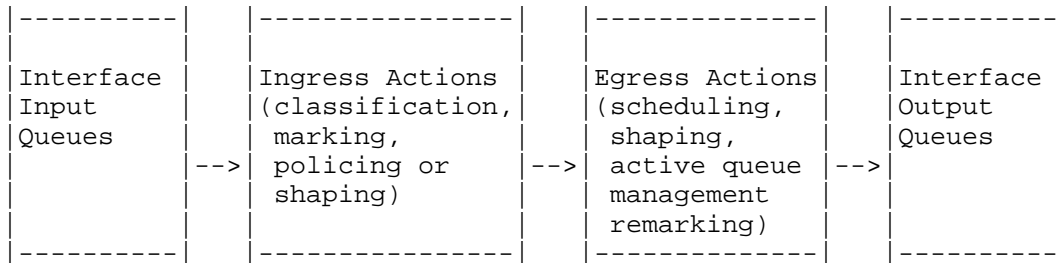 |----------|   |----------------|   |--------------|   |----------
|          |   |                |   |              |   |
|Interface |   |Ingress Actions |   |Egress Actions|   |Interface
|Input     |   |(classification,|   |(scheduling,  |   |Output
|Queues    |   | marking,       |   | shaping,     |   |Queues
|          |-->| policing or    |-->| active queue |-->|
|          |   | shaping)       |   | management   |   |
|          |   |                |   | remarking)   |   |
|----------|   |----------------|   |--------------|   |----------